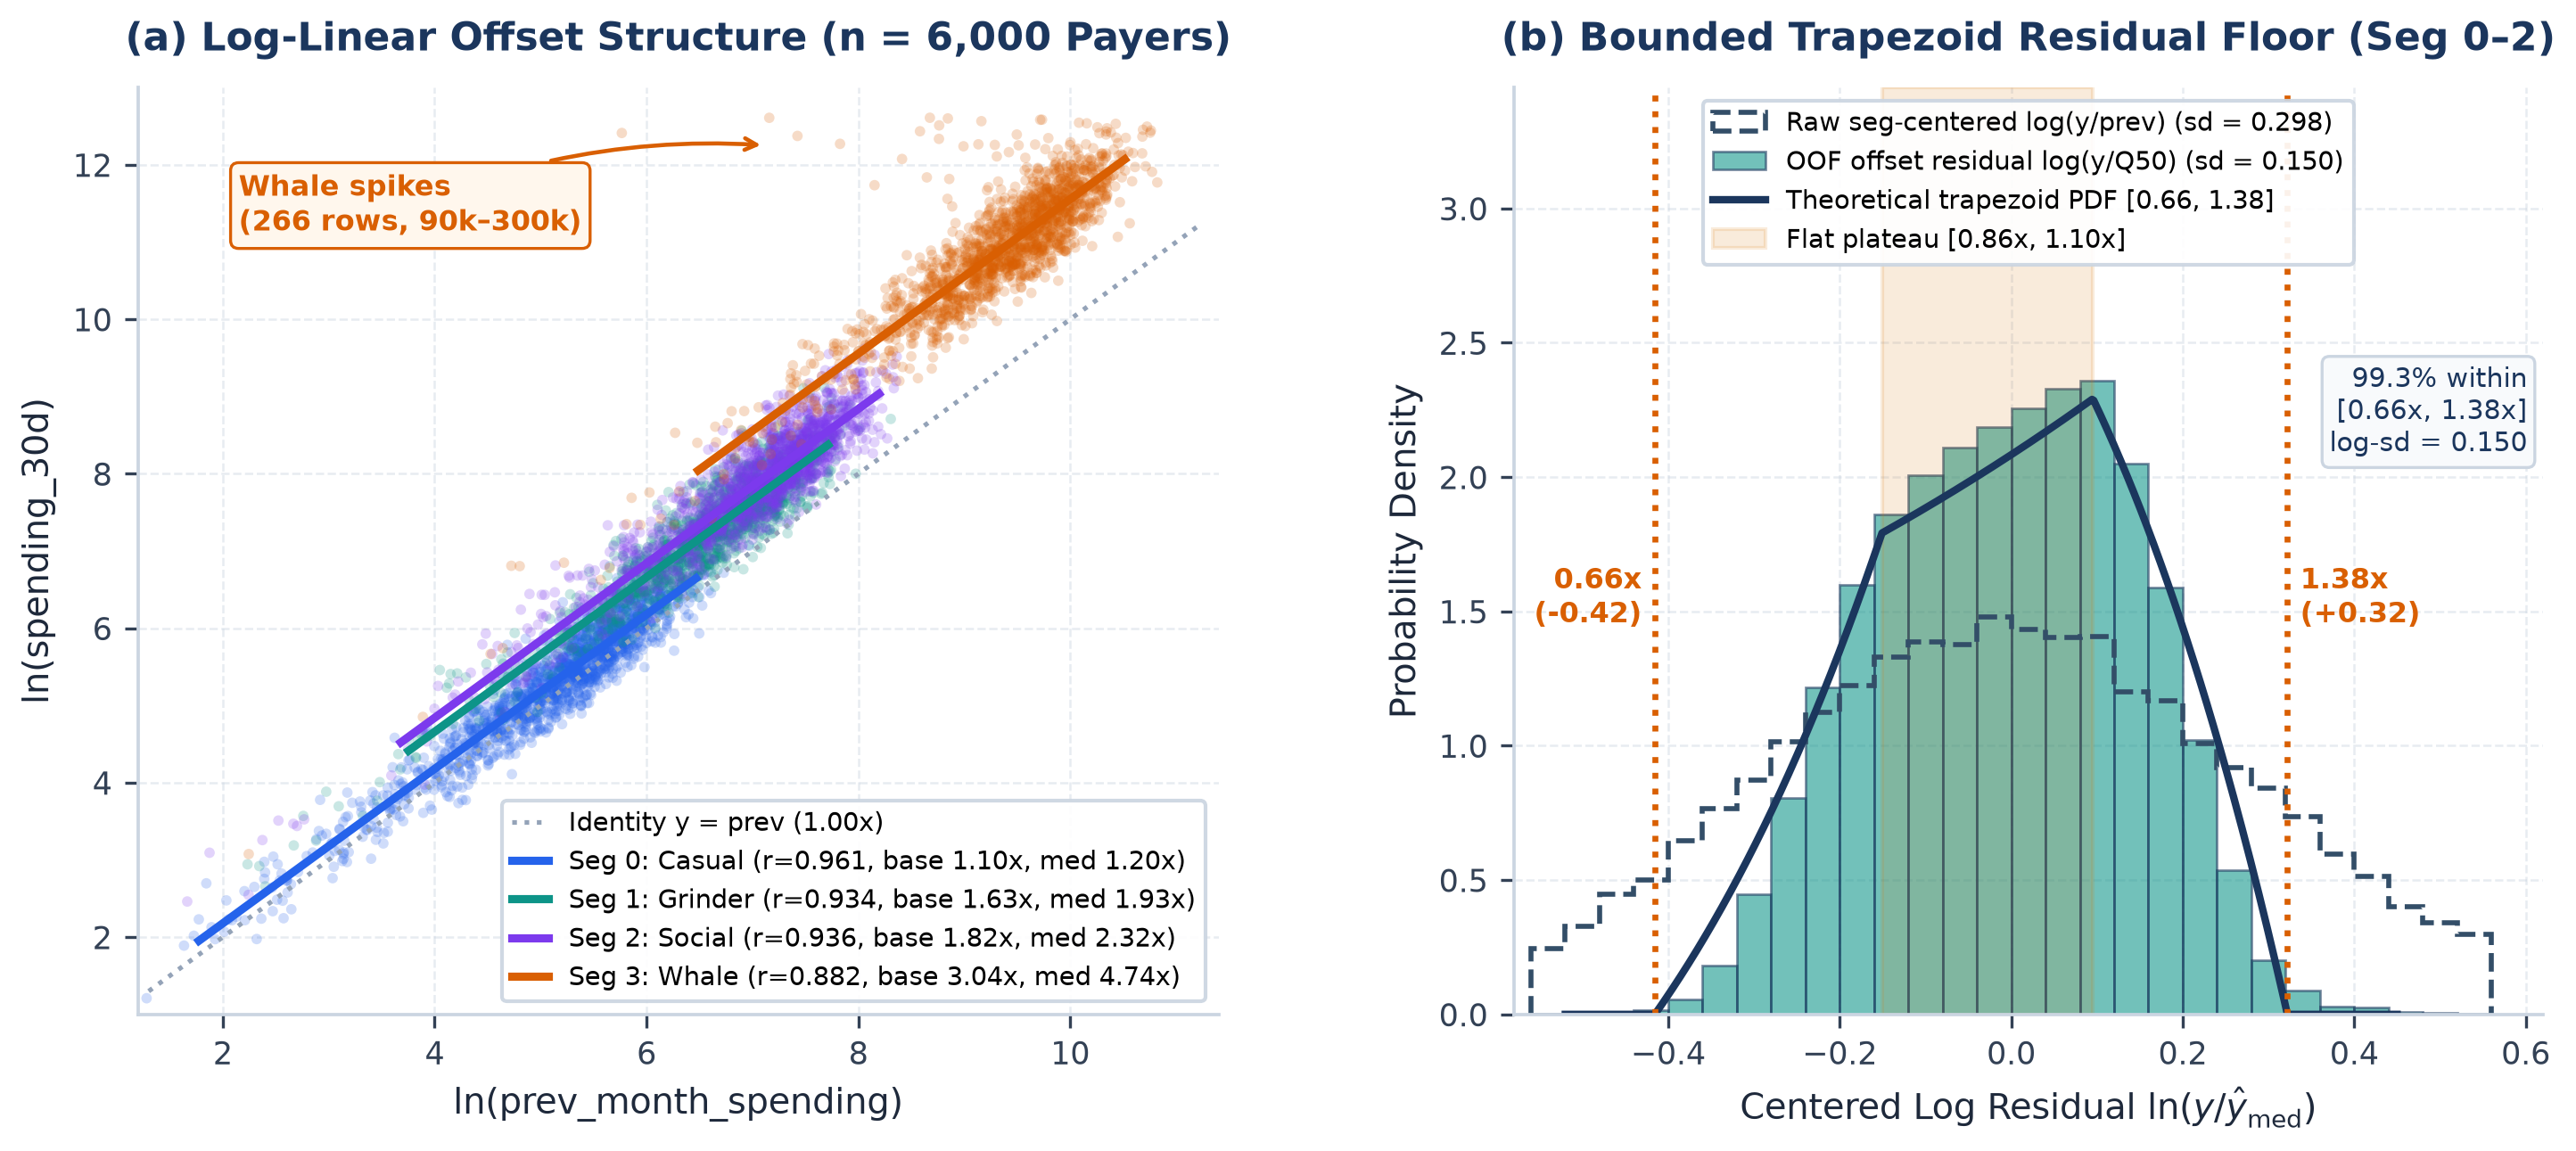 (a) Log-Linear Offset Structure (n = 6,000 Payers)
ln(spending_30d)
12
10
8
6
4
2
Whale spikes
(266 rows, 90k–300k)
Identity y = prev (1.00x)
Seg 0: Casual (r=0.961, base 1.10x, med 1.20x)
Seg 1: Grinder (r=0.934, base 1.63x, med 1.93x)
Seg 2: Social (r=0.936, base 1.82x, med 2.32x)
Seg 3: Whale (r=0.882, base 3.04x, med 4.74x)
2 4 6 8 10
ln(prev_month_spending)
(b) Bounded Trapezoid Residual Floor (Seg 0–2)
Probability Density
3.0
2.5
2.0
1.5
1.0
0.5
0.0
Raw seg-centered log(y/prev) (sd = 0.298)
OOF offset residual log(y/Q50) (sd = 0.150)
Theoretical trapezoid PDF [0.66, 1.38]
Flat plateau [0.86x, 1.10x]
99.3% within
[0.66x, 1.38x]
log-sd = 0.150
0.66x
(-0.42)
1.38x
(+0.32)
−0.4 −0.2 0.0 0.2 0.4 0.6
Centered Log Residual ln(y/ŷmed)